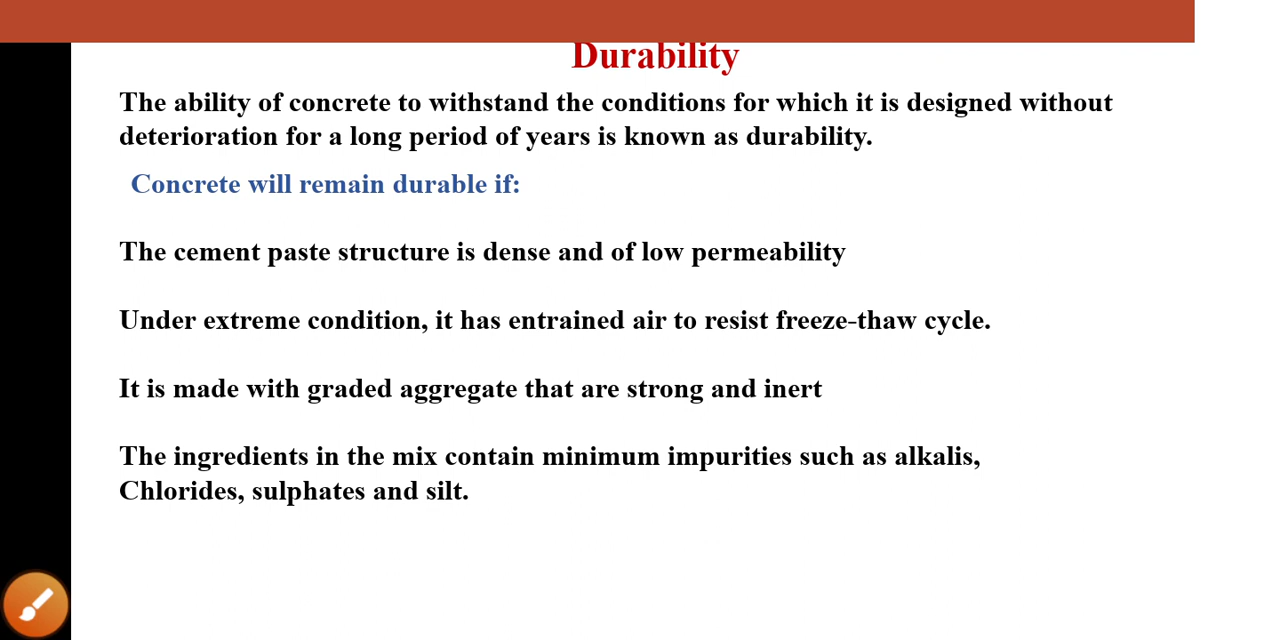 Durability
The ability of concrete to withstand the conditions for which it is designed without
deterioration for a long period of years is known as durability.
Concrete will remain durable if:
The cement paste structure is dense and of low permeability
Under extreme condition, it has entrained air to resist freeze-thaw cycle.
It is made with graded aggregate that are strong and inert
The ingredients in the mix contain minimum impurities such as alkalis,
Chlorides, sulphates and silt.